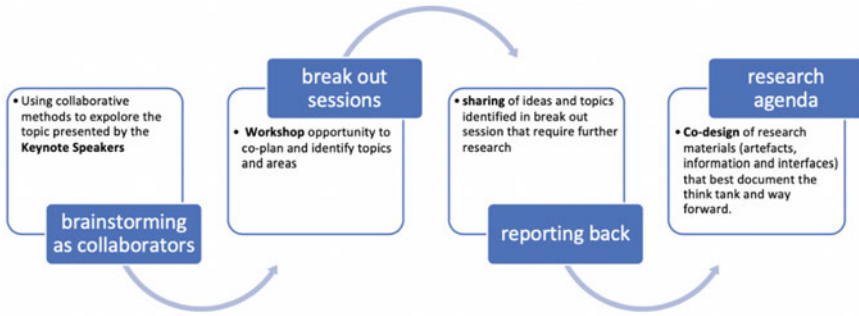 • Using collaborative
methods to expolore the
topic presented by the
Keynote Speakers
brainstorming
as collaborators
break out
sessions
• Workshop opportunity to
co-plan and identify topics
and areas
• sharing of ideas and topics
identified in break out
session that require further
research
reporting back
research
agenda
• Co-design of research
materials (artefacts,
information and interfaces)
that best document the
think tank and way
forward.